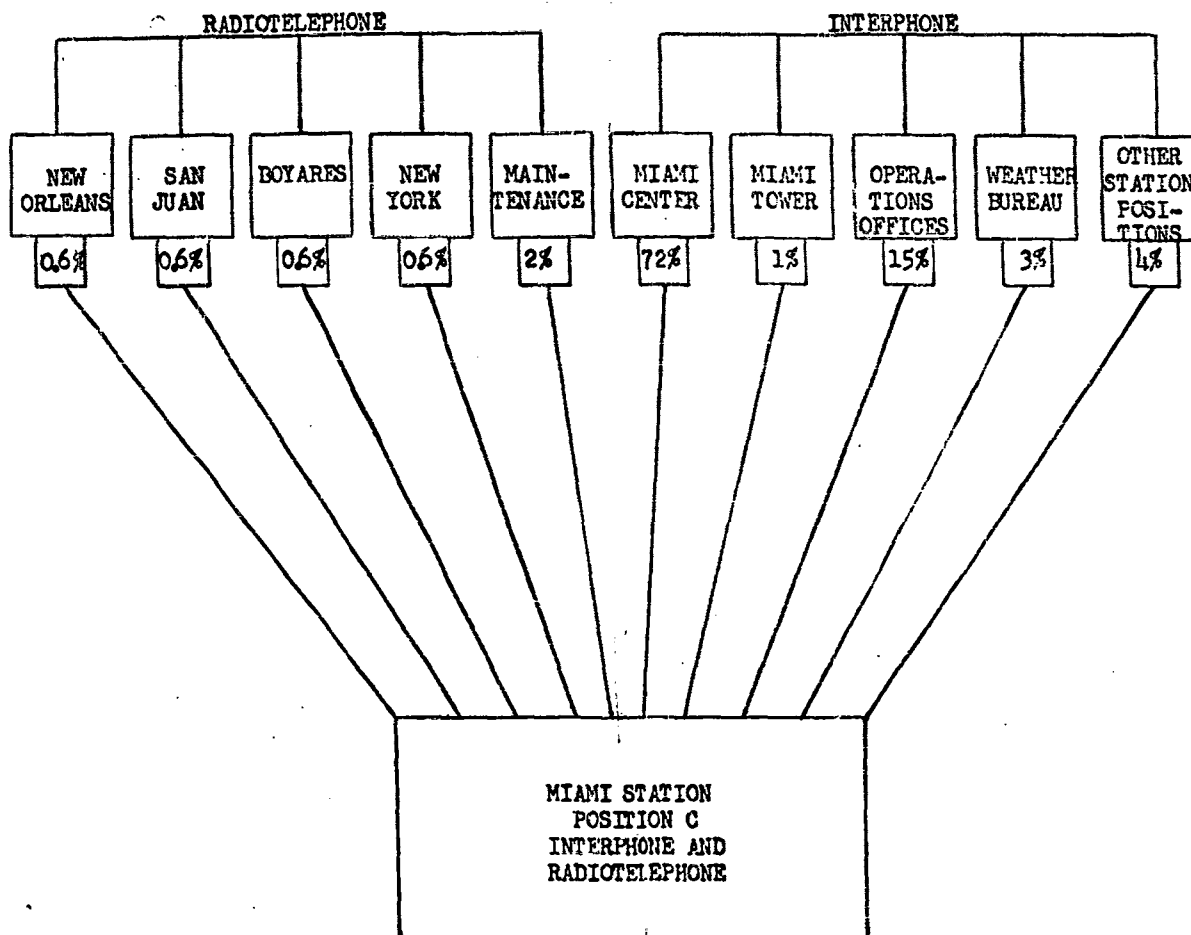 RADIOTELEPHONE
INTERPHONE
NEW
ORLEANS
0.6%
SAN
JUAN
0.6%
BOYARES
0.6%
NEW
YORK
0.6%
MAIN-
TENANCE
2%
MIAMI
CENTER
72%
MIAMI
TOWER
1%
OPERA-
TIONS
OFFICES
15%
WEATHER
BUREAU
3%
OTHER
STATION
POSI-
TIONS
4%
MIAMI STATION
POSITION C
INTERPHONE AND
RADIOTELEPHONE